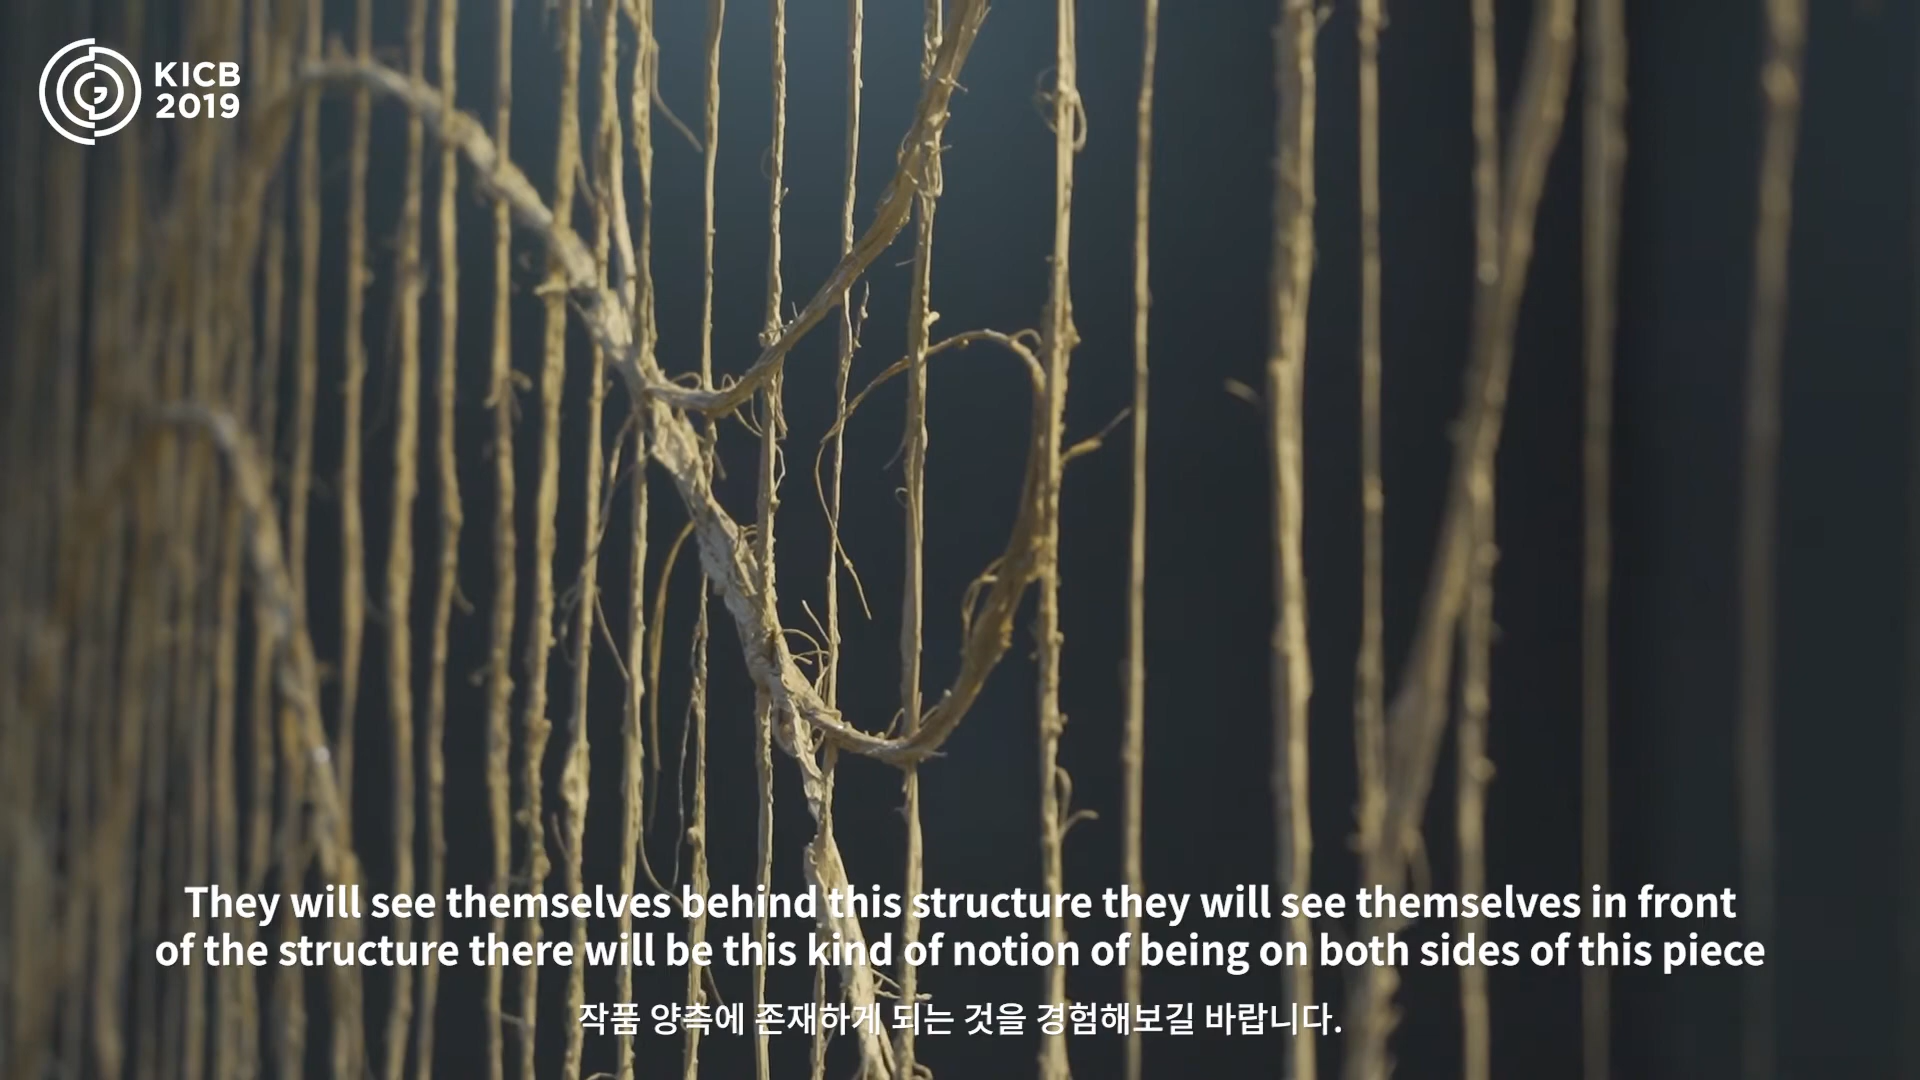 KICB
2019
They will see themselves behind this structure they will see themselves in front
of the structure there will be this kind of notion of being on both sides of this piece
작품 양측에 존재하게 되는 것을 경험해보길 바랍니다.